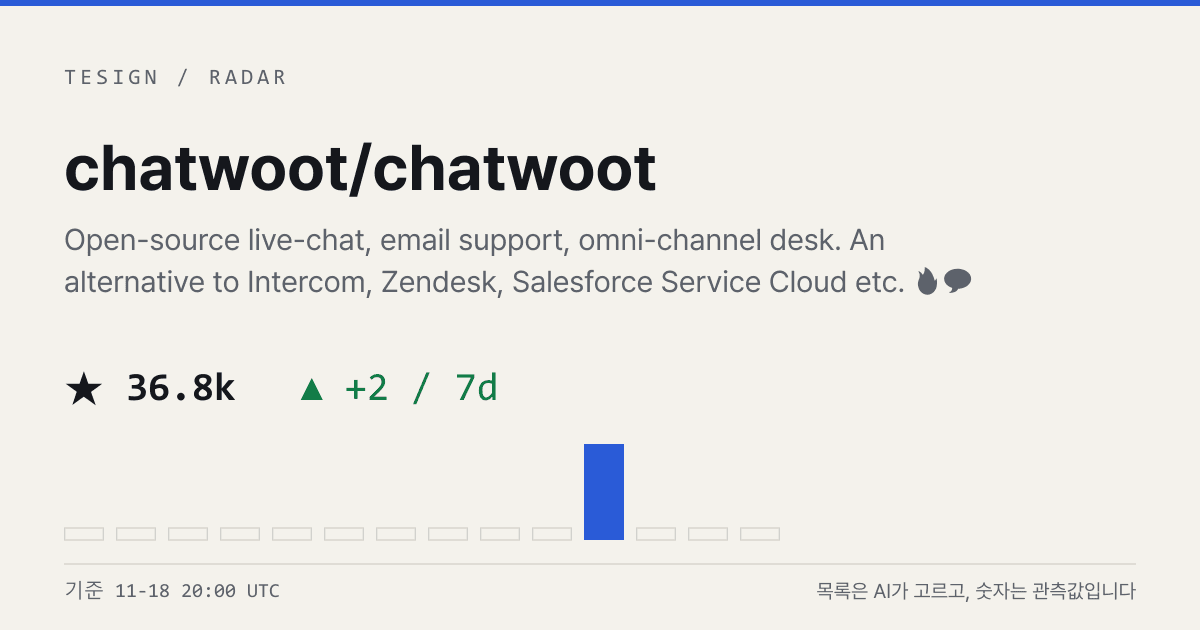 TESIGN / RADAR
chatwoot/chatwoot
Open-source live-chat, email support, omni-channel desk. An
alternative to Intercom, Zendesk, Salesforce Service Cloud etc. 🔥💬
★ 36.8k ▲ +2 / 7d
기준 11-18 20:00 UTC
목록은 AI가 고르고, 숫자는 관측값입니다